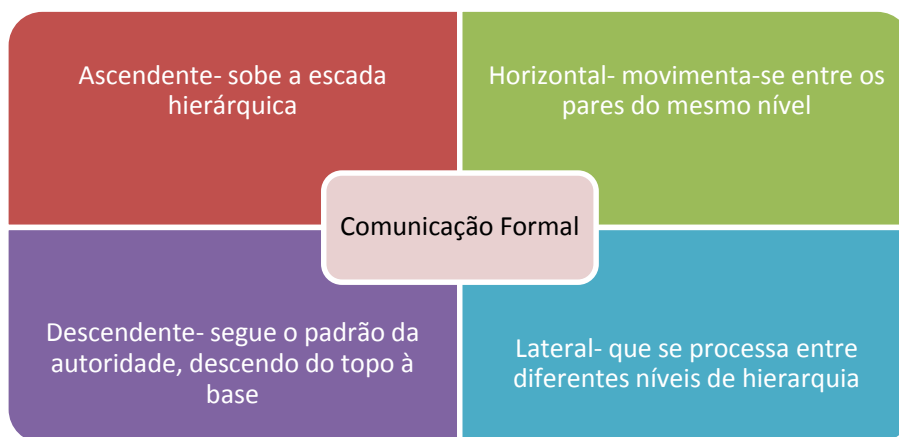 Ascendente- sobe a escada
hierárquica
Horizontal- movimenta-se entre os
pares do mesmo nível
Comunicação Formal
Descendente- segue o padrão da
autoridade, descendo do topo à
base
Lateral- que se processa entre
diferentes níveis de hierarquia